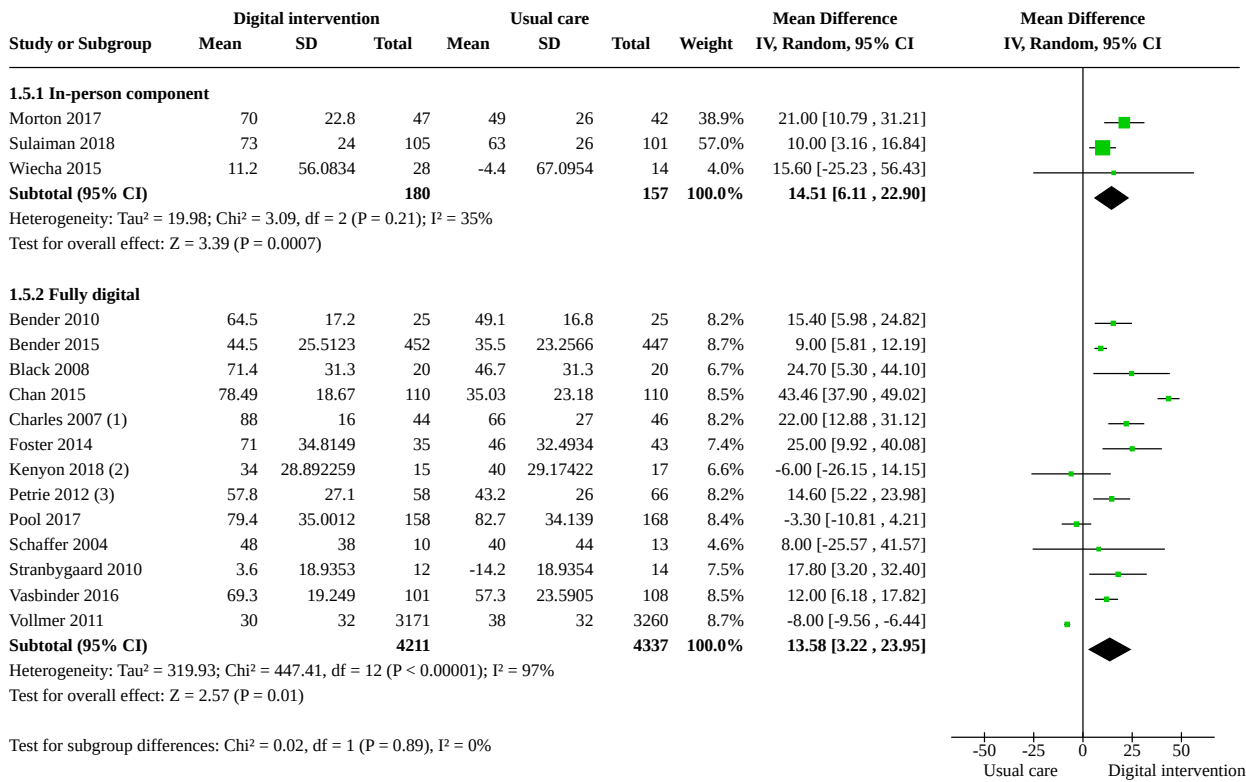 Digital intervention Usual care Mean Difference Mean Difference
Study or Subgroup Mean SD Total Mean SD Total Weight IV, Random, 95% CI IV, Random, 95% CI
1.5.1 In-person component
Morton 2017 70 22.8 47 49 26 42 38.9% 21.00 [10.79 , 31.21]
Sulaiman 2018 73 24 105 63 26 101 57.0% 10.00 [3.16 , 16.84]
Wiecha 2015 11.2 56.0834 28 -4.4 67.0954 14 4.0% 15.60 [-25.23 , 56.43]
Subtotal (95% CI) 180 157 100.0% 14.51 [6.11 , 22.90]
Heterogeneity: Tau² = 19.98; Chi² = 3.09, df = 2 (P = 0.21); I² = 35%
Test for overall effect: Z = 3.39 (P = 0.0007)
1.5.2 Fully digital
Bender 2010 64.5 17.2 25 49.1 16.8 25 8.2% 15.40 [5.98 , 24.82]
Bender 2015 44.5 25.5123 452 35.5 23.2566 447 8.7% 9.00 [5.81 , 12.19]
Black 2008 71.4 31.3 20 46.7 31.3 20 6.7% 24.70 [5.30 , 44.10]
Chan 2015 78.49 18.67 110 35.03 23.18 110 8.5% 43.46 [37.90 , 49.02]
Charles 2007 (1) 88 16 44 66 27 46 8.2% 22.00 [12.88 , 31.12]
Foster 2014 71 34.8149 35 46 32.4934 43 7.4% 25.00 [9.92 , 40.08]
Kenyon 2018 (2) 34 28.892259 15 40 29.17422 17 6.6% -6.00 [-26.15 , 14.15]
Petrie 2012 (3) 57.8 27.1 58 43.2 26 66 8.2% 14.60 [5.22 , 23.98]
Pool 2017 79.4 35.0012 158 82.7 34.139 168 8.4% -3.30 [-10.81 , 4.21]
Schaffer 2004 48 38 10 40 44 13 4.6% 8.00 [-25.57 , 41.57]
Stranbygaard 2010 3.6 18.9353 12 -14.2 18.9354 14 7.5% 17.80 [3.20 , 32.40]
Vasbinder 2016 69.3 19.249 101 57.3 23.5905 108 8.5% 12.00 [6.18 , 17.82]
Vollmer 2011 30 32 3171 38 32 3260 8.7% -8.00 [-9.56 , -6.44]
Subtotal (95% CI) 4211 4337 100.0% 13.58 [3.22 , 23.95]
Heterogeneity: Tau² = 319.93; Chi² = 447.41, df = 12 (P < 0.00001); I² = 97%
Test for overall effect: Z = 2.57 (P = 0.01)
Test for subgroup differences: Chi² = 0.02, df = 1 (P = 0.89), I² = 0%
-50 -25 0 25 50
Usual care Digital intervention